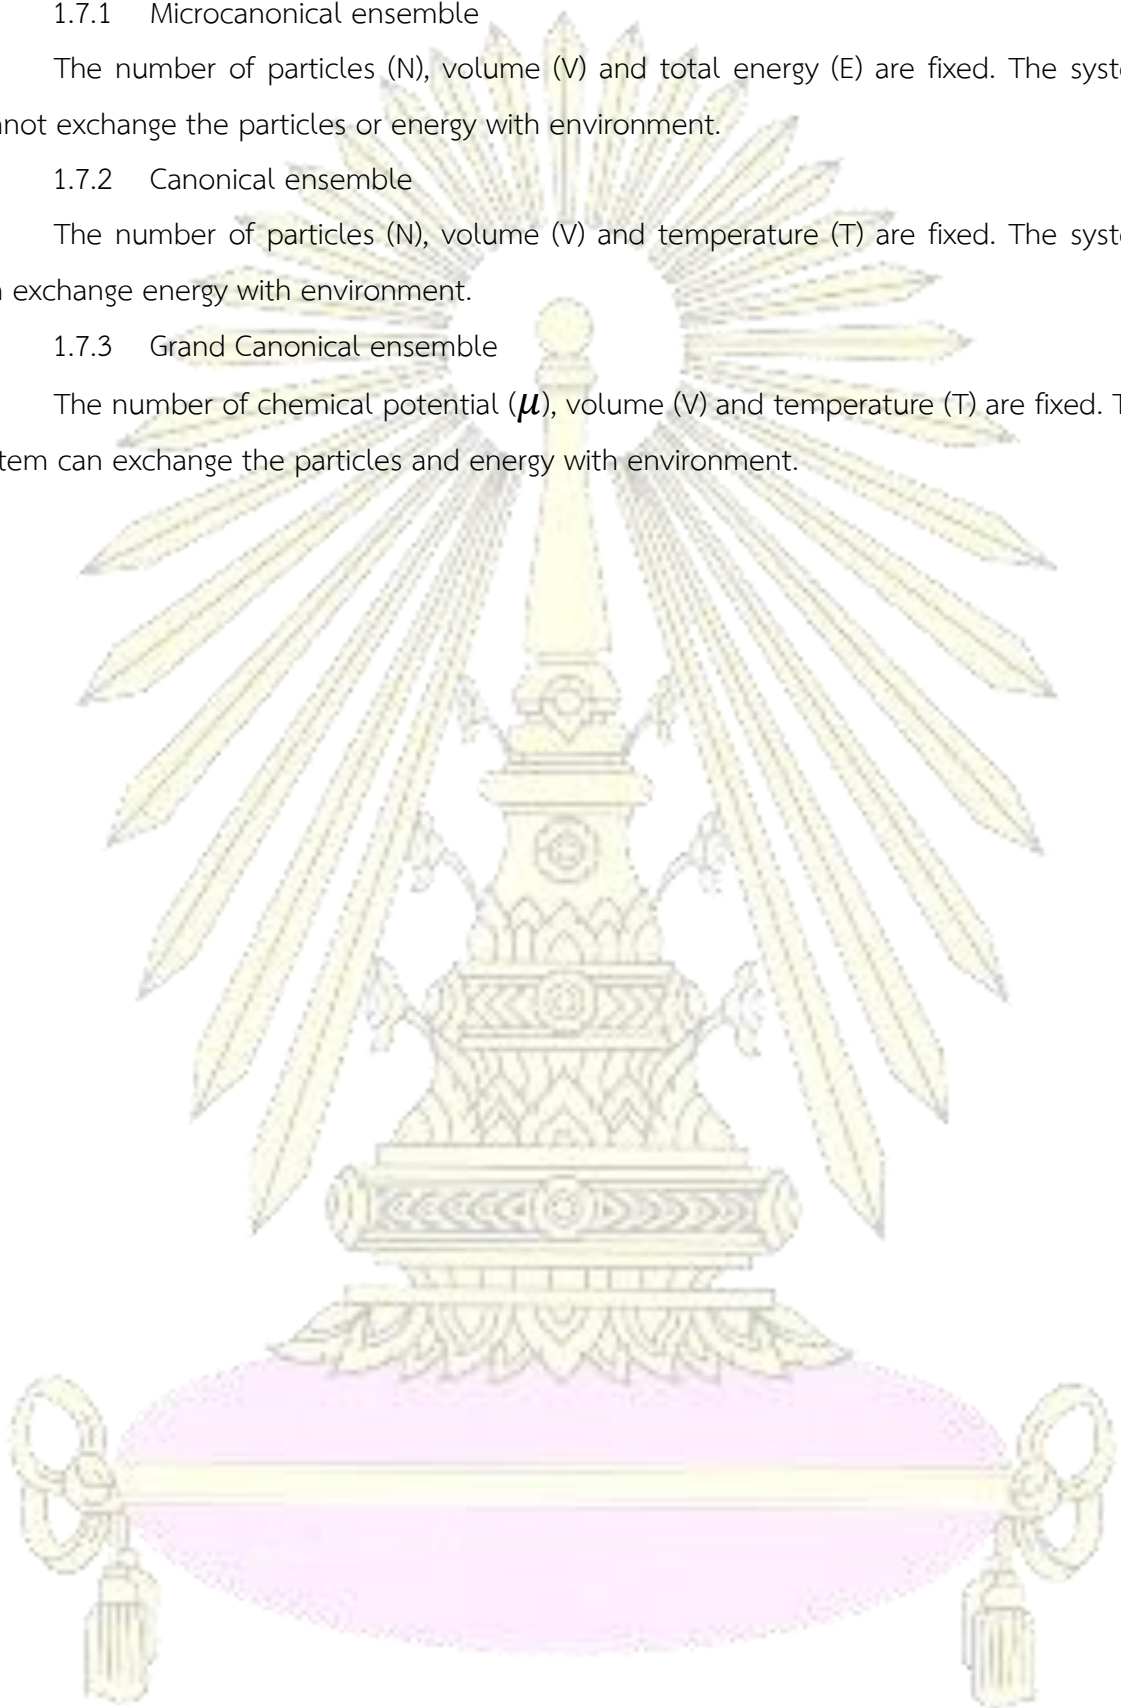 1.7.1 Microcanonical ensemble
The number of particles (N), volume (V) and total energy (E) are fixed. The syste
nnot exchange the particles or energy with environment.
1.7.2 Canonical ensemble
The number of particles (N), volume (V) and temperature (T) are fixed. The syste
exchange energy with environment.
1.7.3 Grand Canonical ensemble
The number of chemical potential (μ), volume (V) and temperature (T) are fixed. T
tem can exchange the particles and energy with environment.